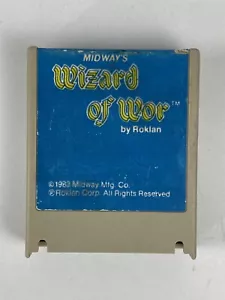 MIDWAY'S
Wizard
of Wor™
by Roklan
©1983 Midway Mfg. Co.
℗Roklan Corp. All Rights Reserved